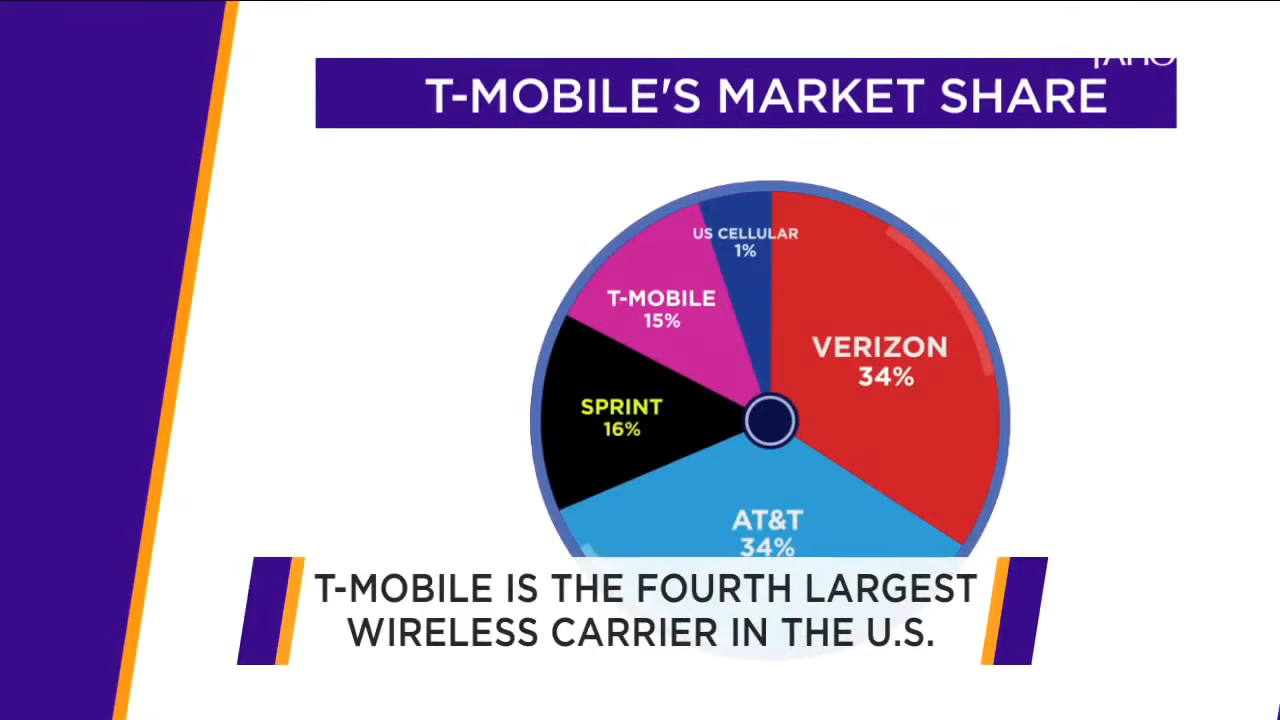 T-MOBILE'S MARKET SHARE
US CELLULAR
1%
T-MOBILE
15%
VERIZON
34%
SPRINT
16%
AT&T
34%
T-MOBILE IS THE FOURTH LARGEST
WIRELESS CARRIER IN THE U.S.